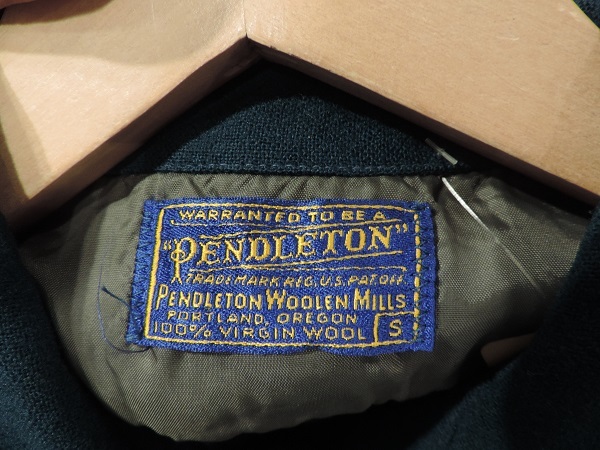 WARRANTED TO BE A
"PENDLETON"
A TRADE MARK REG. U.S. PAT. OFF.
PENDLETON WOOLEN MILLS
PORTLAND, OREGON
100% VIRGIN WOOL S